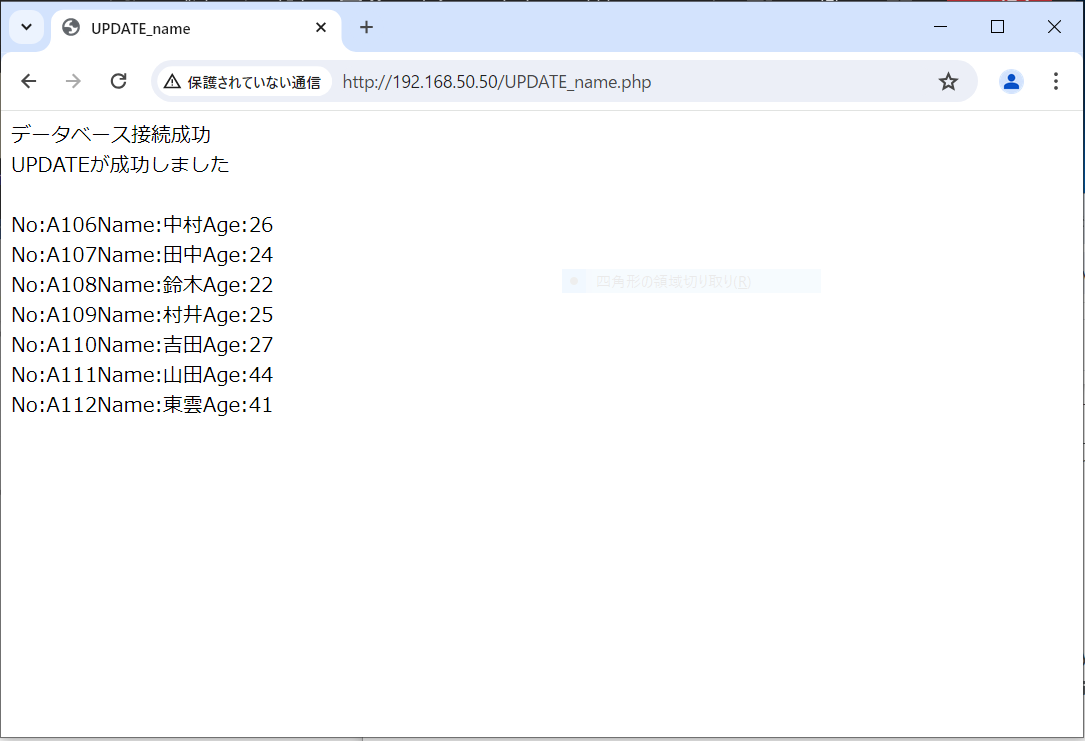 UPDATE_name
保護されていない通信 http://192.168.50.50/UPDATE_name.php
データベース接続成功
UPDATEが成功しました
No:A106Name:中村Age:26
No:A107Name:田中Age:24
四角形の領域切り取り(R)
No:A108Name:鈴木Age:22
No:A109Name:村井Age:25
No:A110Name:吉田Age:27
No:A111Name:山田Age:44
No:A112Name:東雲Age:41